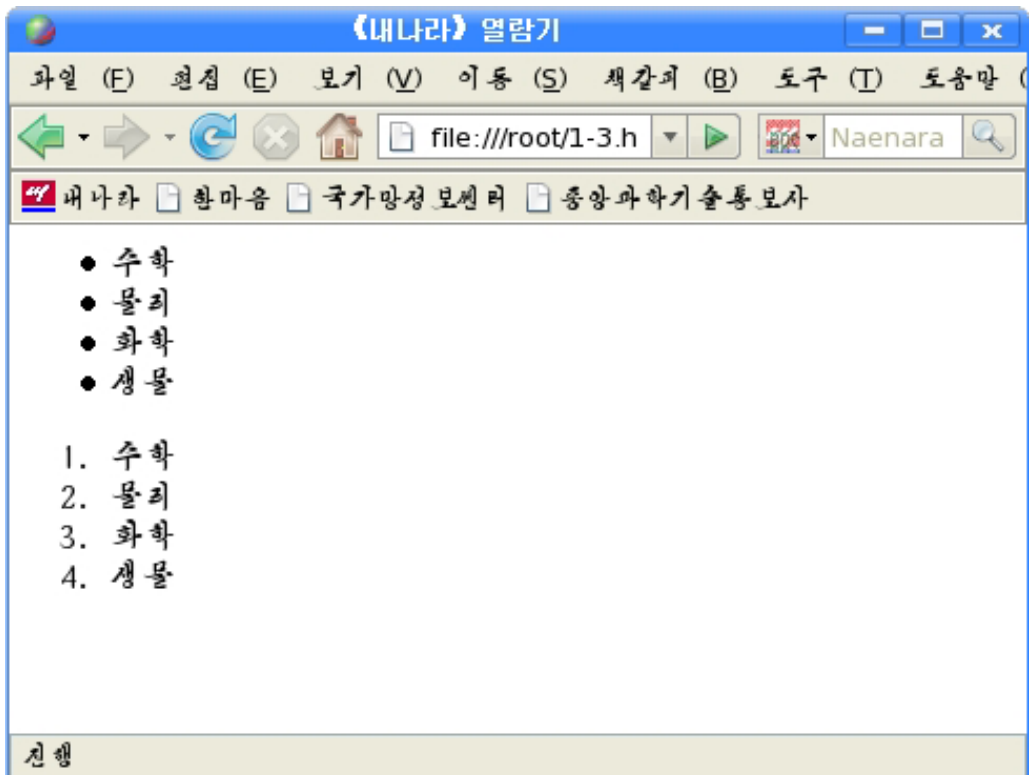 《내나라》 열람기
파일 (F) 편집 (E) 보기 (V) 이동 (S) 책갈피 (B) 도구 (T) 도움말 (
file:///root/1-3.h Naenara
내나라 한마음 국가망정보쎈터 중앙과학기술통보사
• 수학
• 물리
• 화학
• 생물
1. 수학
2. 물리
3. 화학
4. 생물
진행